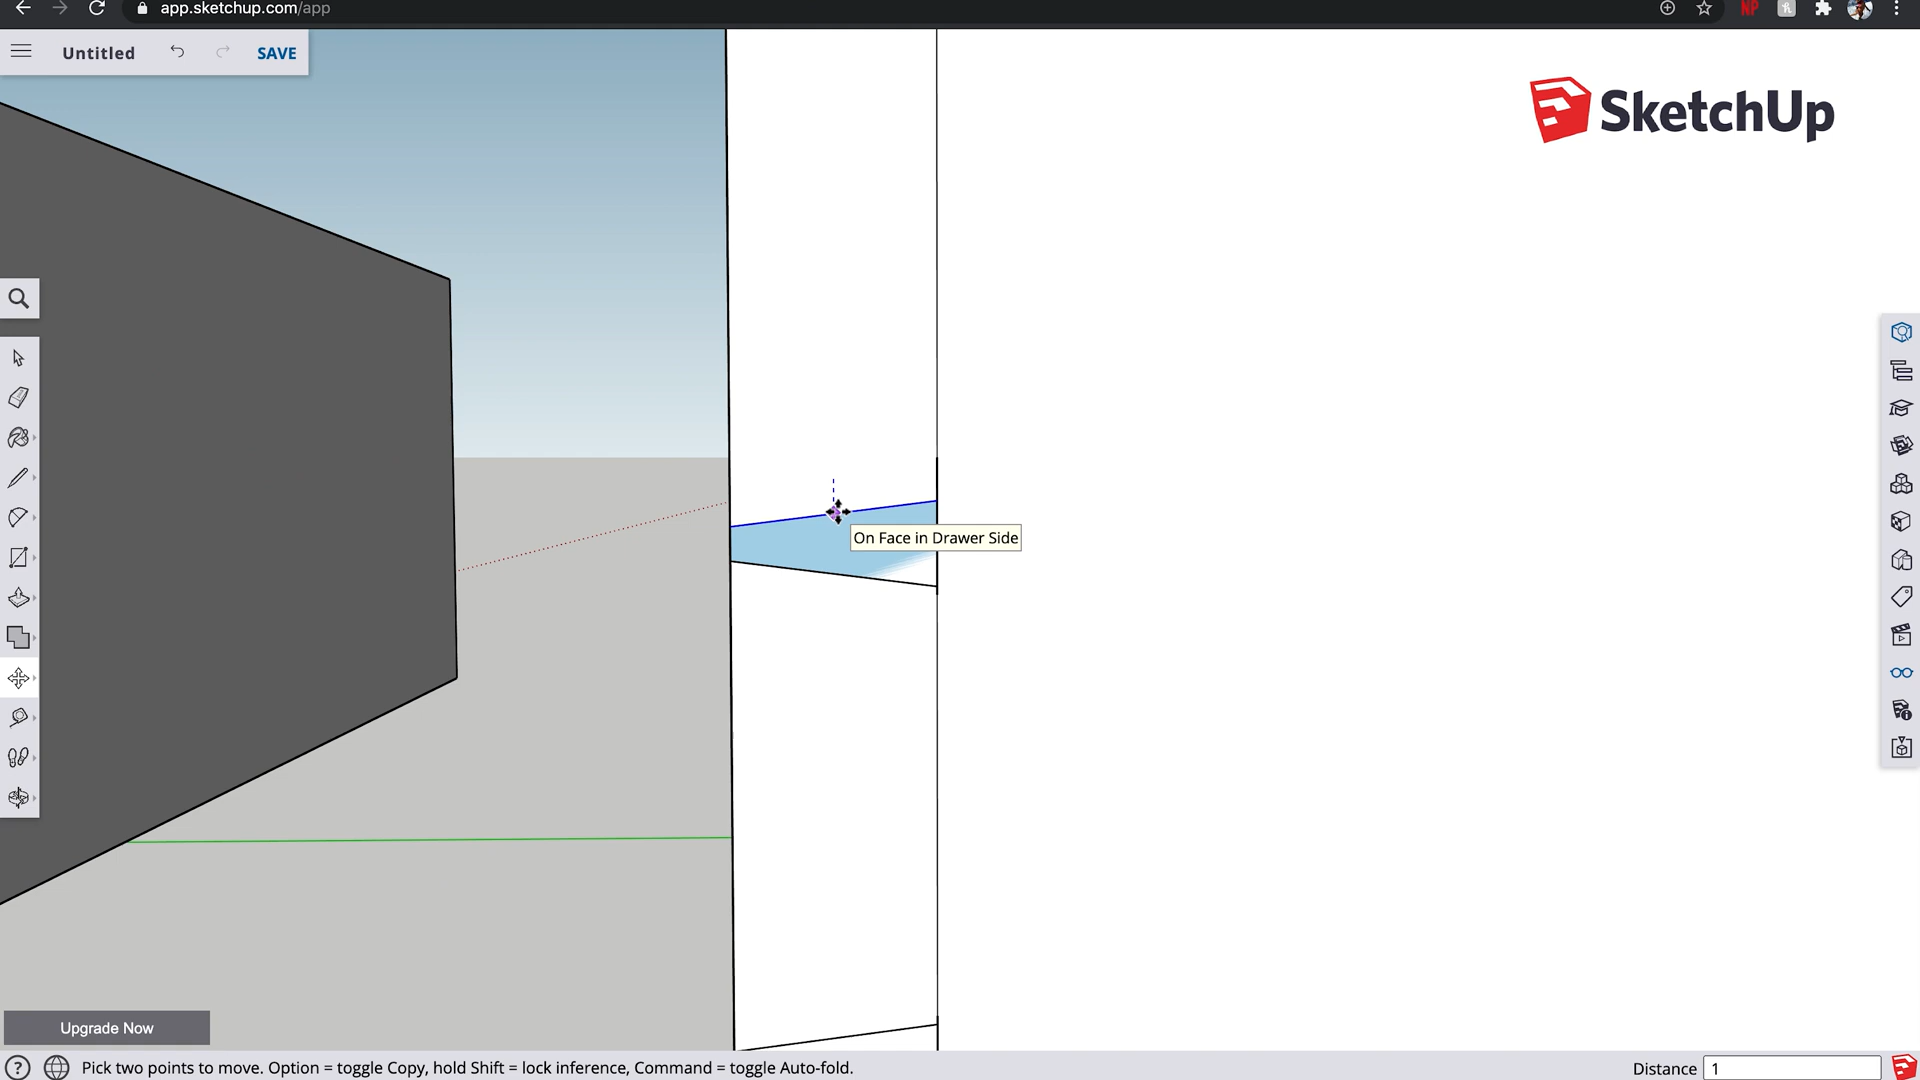 app.sketchup.com/app
NP
Untitled
SAVE
SketchUp
On Face in Drawer Side
Upgrade Now
? Pick two points to move. Option = toggle Copy, hold Shift = lock inference, Command = toggle Auto-fold.
Distance 1